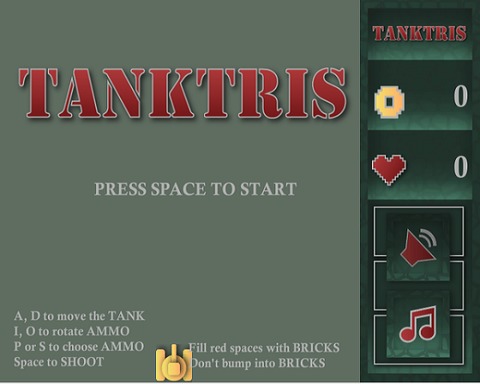 TANKTRIS
TANKTRIS
0
PRESS SPACE TO START
0
A, D to move the TANK
I, O to rotate AMMO
P or S to choose AMMO
Space to SHOOT
Fill red spaces with BRICKS
Don't bump into BRICKS